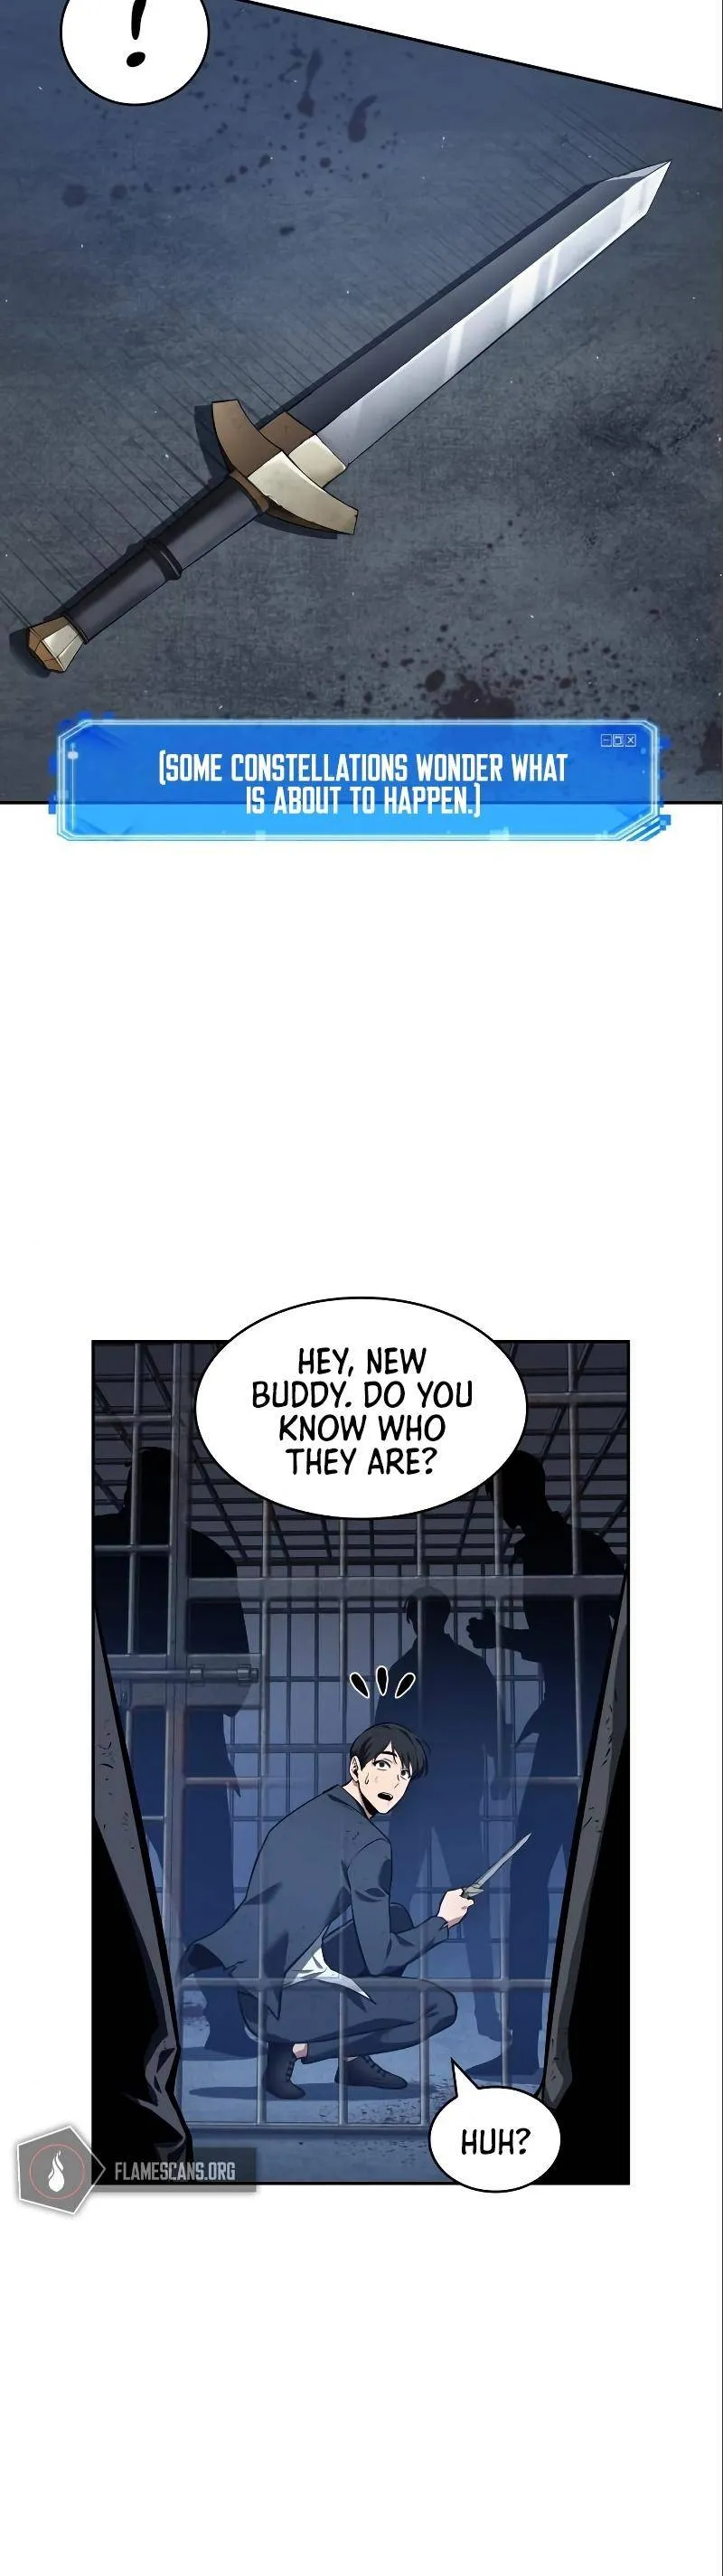 !
[SOME CONSTELLATIONS WONDER WHAT
IS ABOUT TO HAPPEN.]
HEY, NEW
BUDDY. DO YOU
KNOW WHO
THEY ARE?
HUH?
FLAMESCANS.ORG